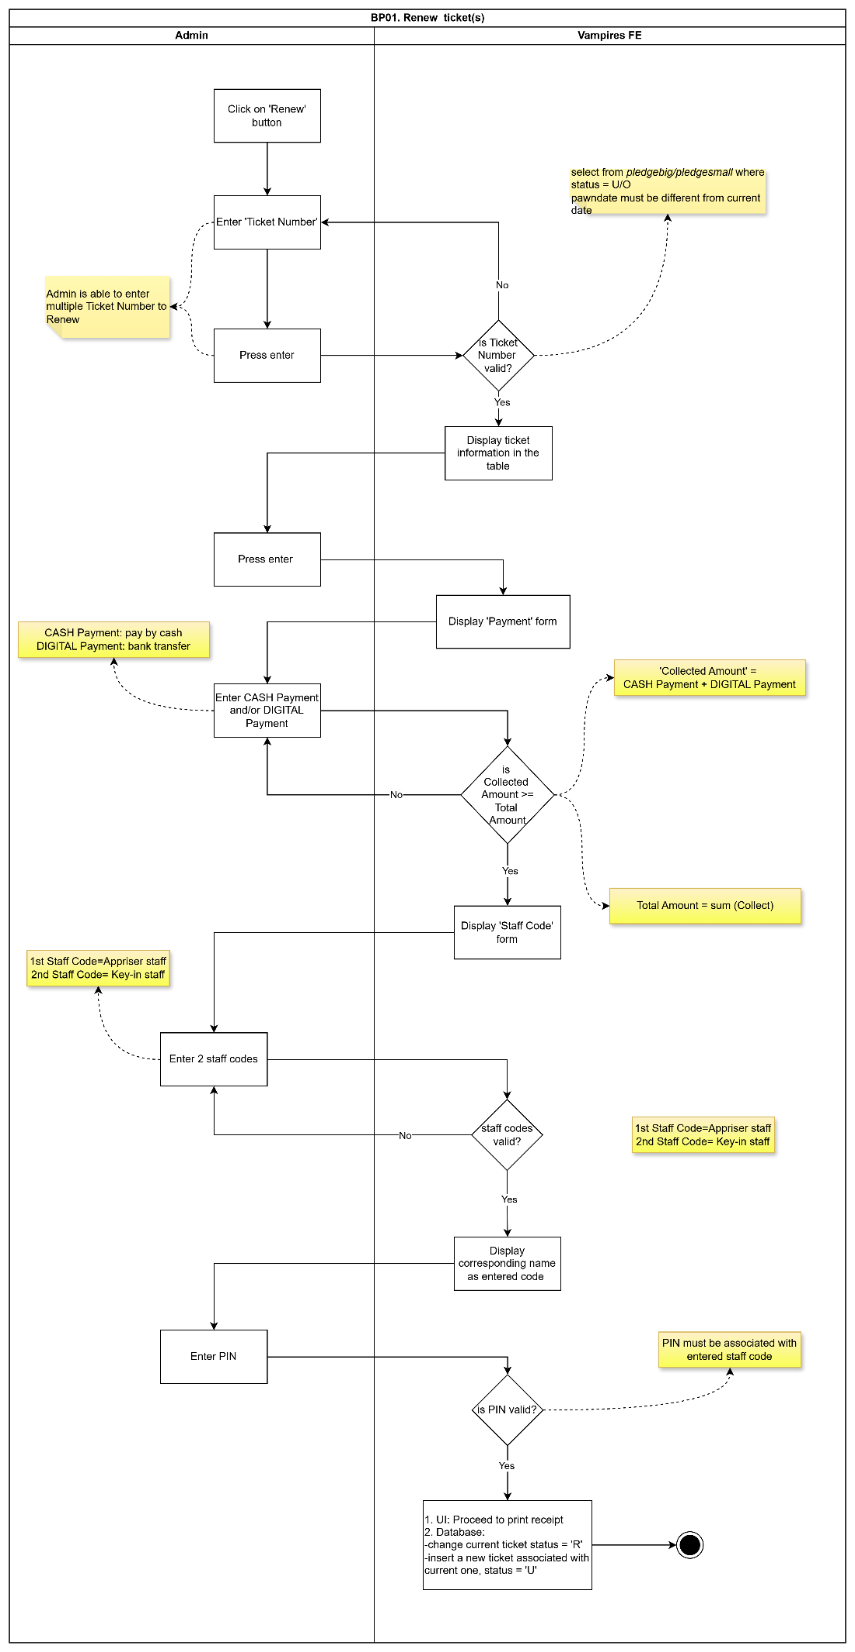 BP01. Renew ticket(s)
Admin
Vampires FE
Click on 'Renew'
button
select from pledgebig/pledgesmall where
status = U/O
pawndate must be different from current
date
Enter 'Ticket Number'
Admin is able to enter
multiple Ticket Number to
Renew
No
Press enter
is Ticket
Number
valid?
Yes
Display ticket
information in the
table
Press enter
Display 'Payment' form
CASH Payment: pay by cash
DIGITAL Payment: bank transfer
'Collected Amount' =
CASH Payment + DIGITAL Payment
Enter CASH Payment
and/or DIGITAL
Payment
is
Collected
Amount >=
Total
Amount
No
Yes
Total Amount = sum (Collect)
Display 'Staff Code'
form
1st Staff Code=Appriser staff
2nd Staff Code= Key-in staff
Enter 2 staff codes
staff codes
valid?
No
1st Staff Code=Appriser staff
2nd Staff Code= Key-in staff
Yes
Display
corresponding name
as entered code
Enter PIN
PIN must be associated with
entered staff code
is PIN valid?
Yes
1. UI: Proceed to print receipt
2. Database:
-change current ticket status = 'R'
-insert a new ticket associated with
current one, status = 'U'